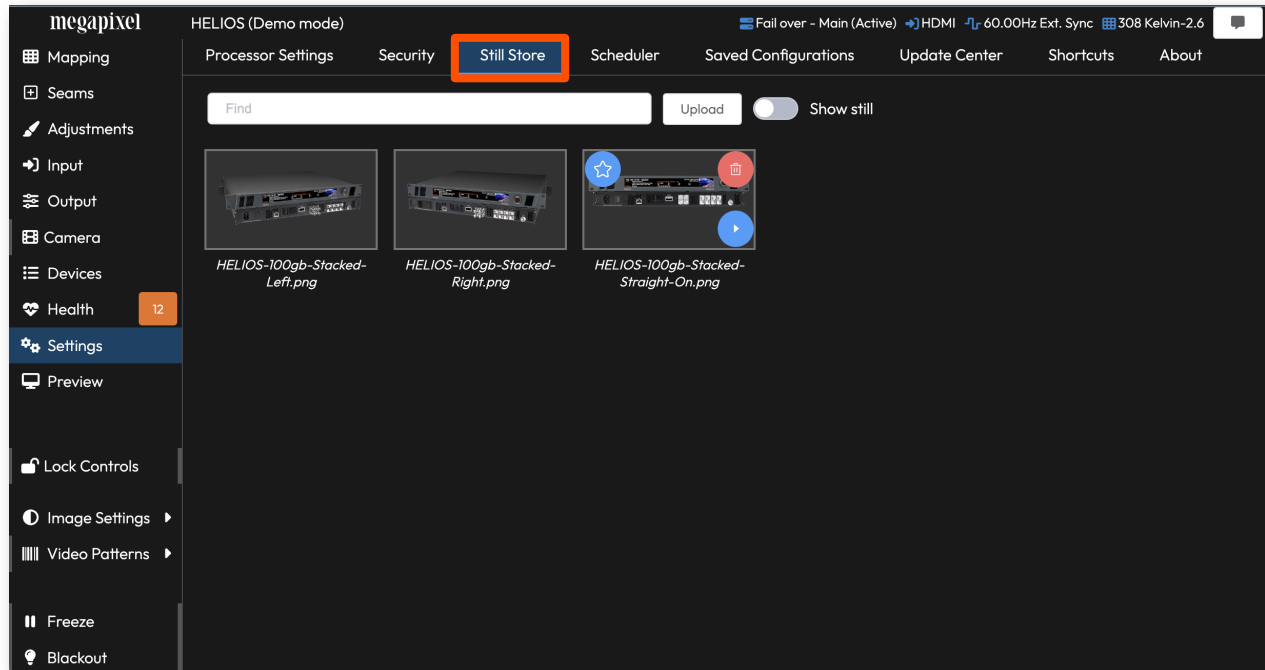 megapixel
HELIOS (Demo mode)
Fail over - Main (Active)
HDMI
60.00Hz Ext. Sync
308 Kelvin-2.6
Mapping
Seams
Adjustments
Input
Output
Camera
Devices
Health
12
Settings
Preview
Lock Controls
Image Settings
Video Patterns
Freeze
Blackout
Processor Settings
Security
Still Store
Scheduler
Saved Configurations
Update Center
Shortcuts
About
Find
Upload
Show still
HELIOS-100gb-Stacked-
Left.png
HELIOS-100gb-Stacked-
Right.png
HELIOS-100gb-Stacked-
Straight-On.png